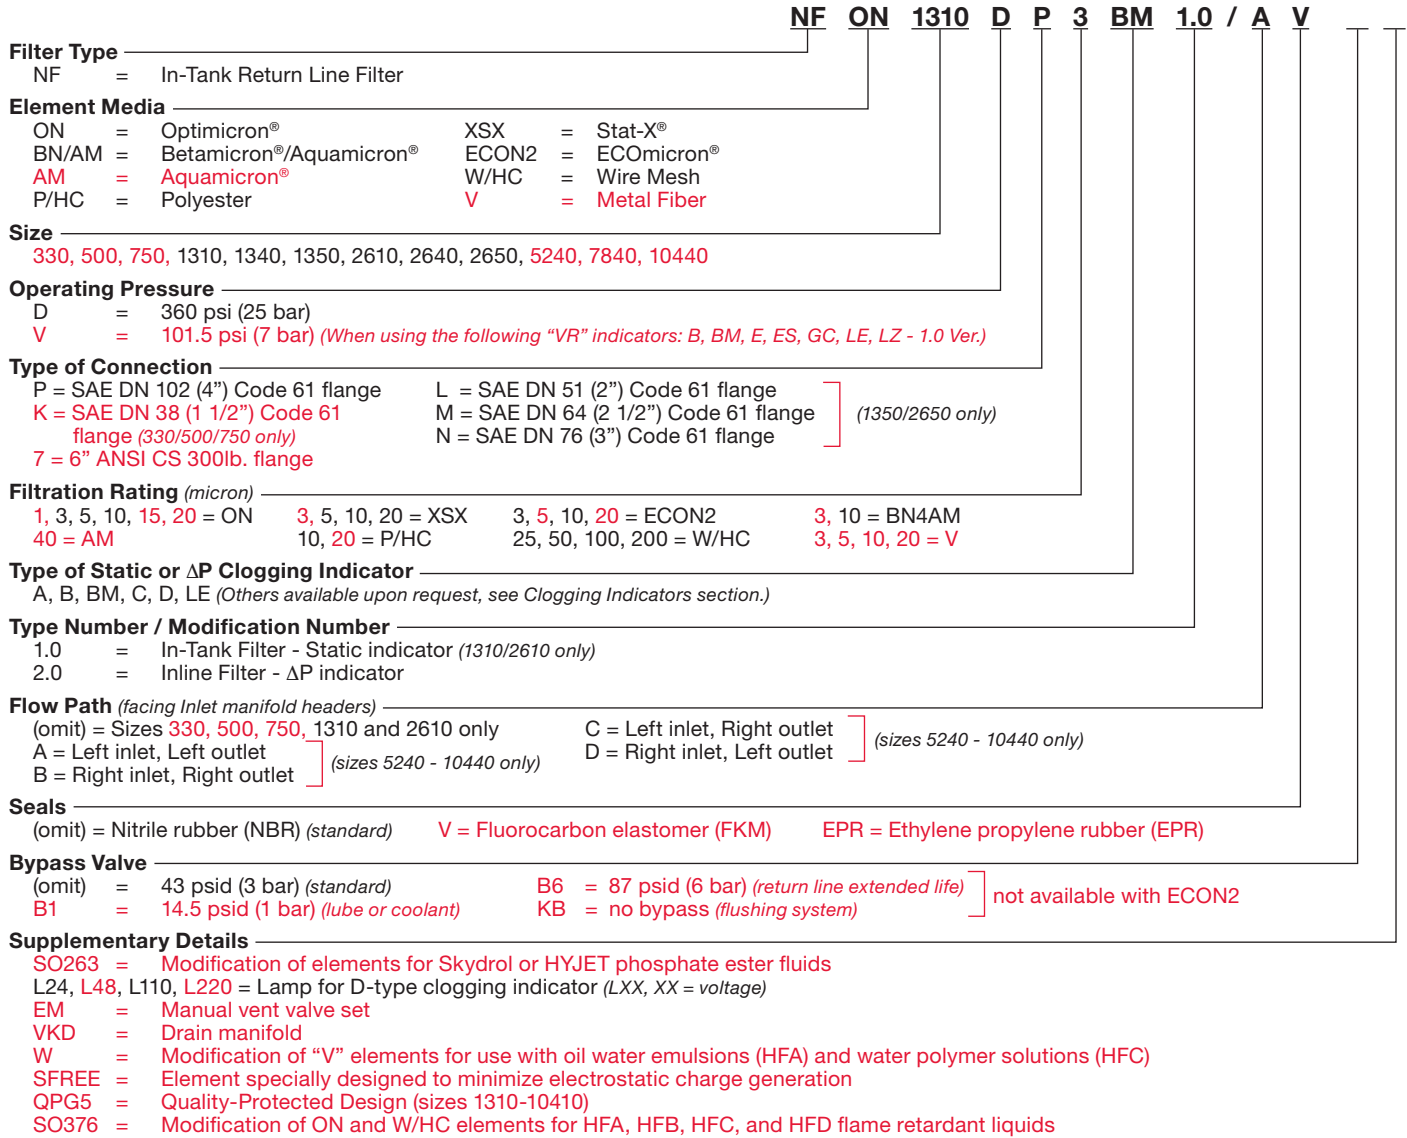 NF ON 1310 D P 3 BM 1.0 / A V
Filter Type
NF = In-Tank Return Line Filter
Element Media
ON = Optimicron® XSX = Stat-X®
BN/AM = Betamicron®/Aquamicron® ECON2 = ECOmicron®
AM = Aquamicron® W/HC = Wire Mesh
P/HC = Polyester V = Metal Fiber
Size
330, 500, 750, 1310, 1340, 1350, 2610, 2640, 2650, 5240, 7840, 10440
Operating Pressure
D = 360 psi (25 bar)
V = 101.5 psi (7 bar) (When using the following “VR” indicators: B, BM, E, ES, GC, LE, LZ - 1.0 Ver.)
Type of Connection
P = SAE DN 102 (4”) Code 61 flange L = SAE DN 51 (2”) Code 61 flange
K = SAE DN 38 (1 1/2”) Code 61 M = SAE DN 64 (2 1/2”) Code 61 flange (1350/2650 only)
flange (330/500/750 only) N = SAE DN 76 (3”) Code 61 flange
7 = 6” ANSI CS 300lb. flange
Filtration Rating (micron)
1, 3, 5, 10, 15, 20 = ON 3, 5, 10, 20 = XSX 3, 5, 10, 20 = ECON2 3, 10 = BN4AM
40 = AM 10, 20 = P/HC 25, 50, 100, 200 = W/HC 3, 5, 10, 20 = V
Type of Static or ∆P Clogging Indicator
A, B, BM, C, D, LE (Others available upon request, see Clogging Indicators section.)
Type Number / Modification Number
1.0 = In-Tank Filter - Static indicator (1310/2610 only)
2.0 = Inline Filter - ∆P indicator
Flow Path (facing Inlet manifold headers)
(omit) = Sizes 330, 500, 750, 1310 and 2610 only C = Left inlet, Right outlet
A = Left inlet, Left outlet (sizes 5240 - 10440 only) D = Right inlet, Left outlet (sizes 5240 - 10440 only)
B = Right inlet, Right outlet
Seals
(omit) = Nitrile rubber (NBR) (standard) V = Fluorocarbon elastomer (FKM) EPR = Ethylene propylene rubber (EPR)
Bypass Valve
(omit) = 43 psid (3 bar) (standard) B6 = 87 psid (6 bar) (return line extended life) not available with ECON2
B1 = 14.5 psid (1 bar) (lube or coolant) KB = no bypass (flushing system)
Supplementary Details
SO263 = Modification of elements for Skydrol or HYJET phosphate ester fluids
L24, L48, L110, L220 = Lamp for D-type clogging indicator (LXX, XX = voltage)
EM = Manual vent valve set
VKD = Drain manifold
W = Modification of “V” elements for use with oil water emulsions (HFA) and water polymer solutions (HFC)
SFREE = Element specially designed to minimize electrostatic charge generation
QPG5 = Quality-Protected Design (sizes 1310-10410)
SO376 = Modification of ON and W/HC elements for HFA, HFB, HFC, and HFD flame retardant liquids